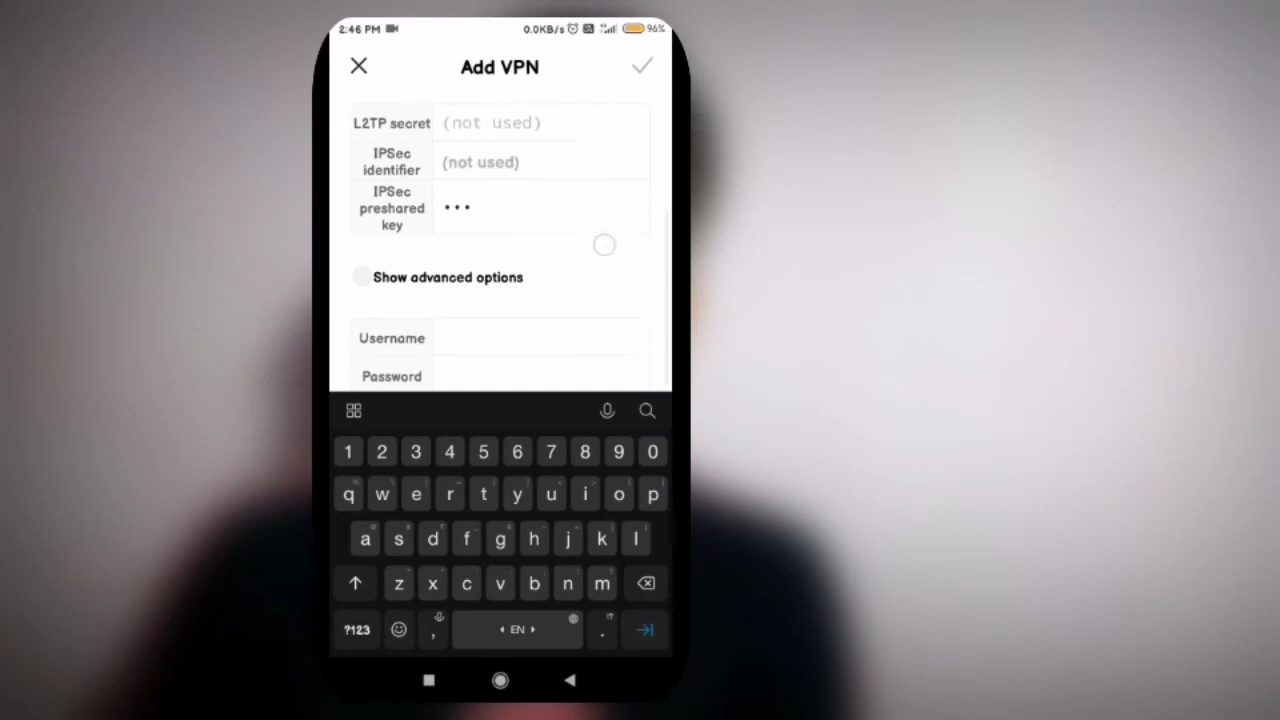 2:46 PM 0.0KB/s 96%
Add VPN
L2TP secret (not used)
IPSec
identifier (not used)
IPSec
preshared
key •••
Show advanced options
Username
Password
1 2 3 4 5 6 7 8 9 0
q w e r t y u i o p
a s d f g h j k l
z x c v b n m
?123 , EN .